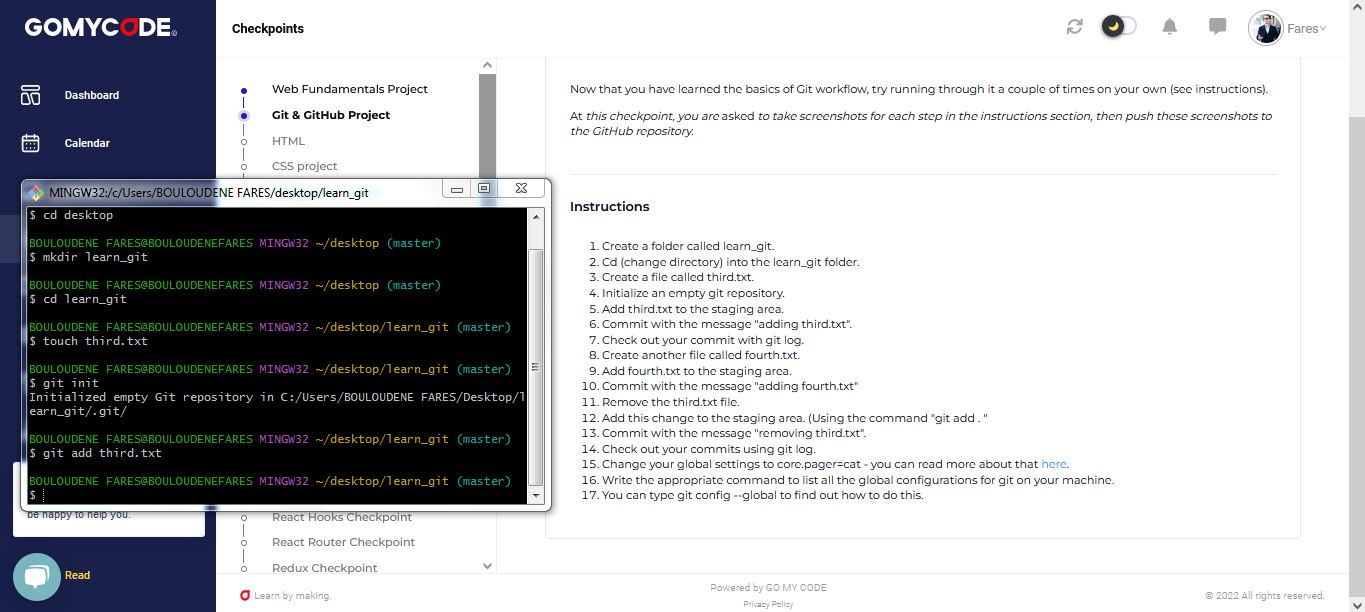 GOMYCODE
Checkpoints
Fares
Dashboard
Calendar
Web Fundamentals Project
Git & GitHub Project
HTML
CSS project
Now that you have learned the basics of Git workflow, try running through it a couple of times on your own (see instructions).
At this checkpoint, you are asked to take screenshots for each step in the instructions section, then push these screenshots to
the GitHub repository.
Instructions
1. Create a folder called learn_git.
2. Cd (change directory) into the learn_git folder.
3. Create a file called third.txt.
4. Initialize an empty git repository.
5. Add third.txt to the staging area.
6. Commit with the message "adding third.txt".
7. Check out your commit with git log.
8. Create another file called fourth.txt.
9. Add fourth.txt to the staging area.
10. Commit with the message "adding fourth.txt"
11. Remove the third.txt file.
12. Add this change to the staging area. (Using the command "git add . "
13. Commit with the message "removing third.txt".
14. Check out your commits using git log.
15. Change your global settings to core.pager=cat - you can read more about that here.
16. Write the appropriate command to list all the global configurations for git on your machine.
17. You can type git config --global to find out how to do this.
MINGW32:/c/Users/BOULOUDENE FARES/desktop/learn_git
$ cd desktop
BOULOUDENE FARES@BOULOUDENEFARES MINGW32 ~/desktop (master)
$ mkdir learn_git
BOULOUDENE FARES@BOULOUDENEFARES MINGW32 ~/desktop (master)
$ cd learn_git
BOULOUDENE FARES@BOULOUDENEFARES MINGW32 ~/desktop/learn_git (master)
$ touch third.txt
BOULOUDENE FARES@BOULOUDENEFARES MINGW32 ~/desktop/learn_git (master)
$ git init
Initialized empty Git repository in C:/Users/BOULOUDENE FARES/Desktop/l
earn_git/.git/
BOULOUDENE FARES@BOULOUDENEFARES MINGW32 ~/desktop/learn_git (master)
$ git add third.txt
BOULOUDENE FARES@BOULOUDENEFARES MINGW32 ~/desktop/learn_git (master)
$
be happy to help you.
React Hooks Checkpoint
React Router Checkpoint
Redux Checkpoint
Read
Learn by making.
Powered by GO MY CODE
Privacy Policy
© 2022 All rights reserved.